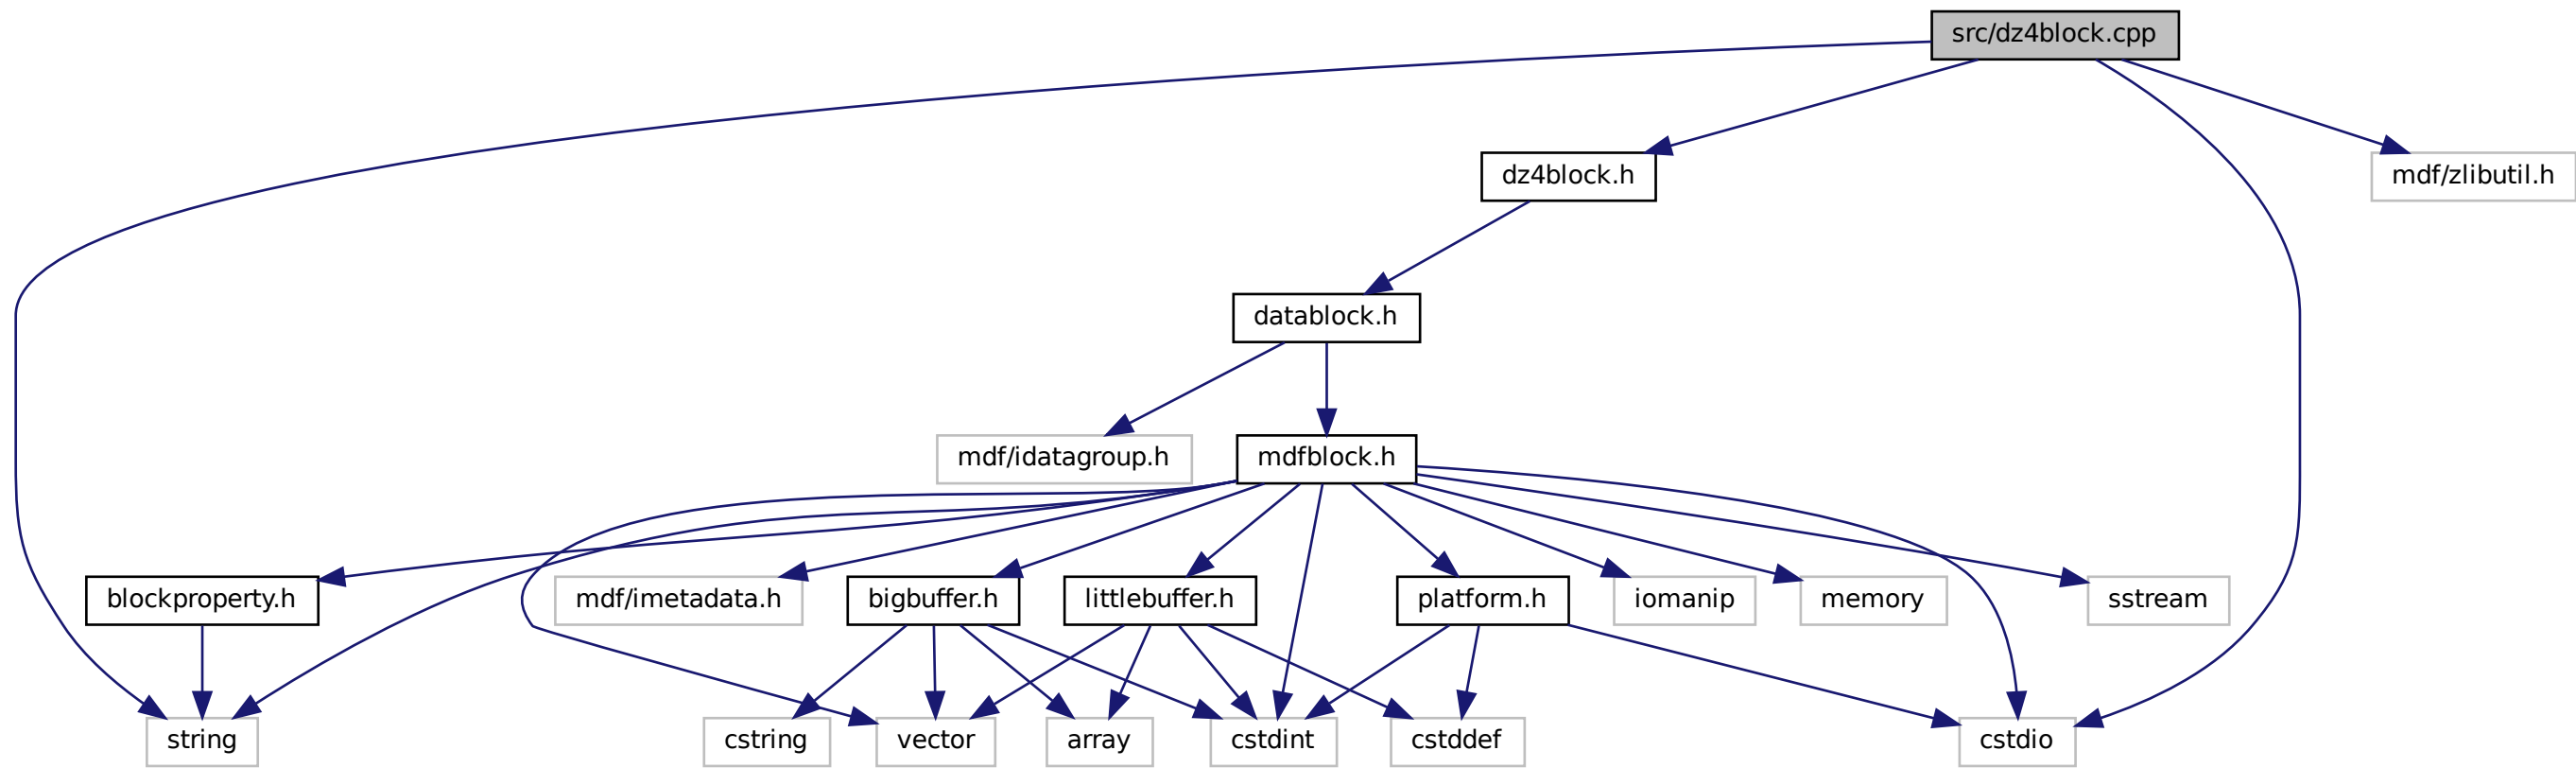 src/dz4block.cpp
dz4block.h
mdf/zlibutil.h
datablock.h
mdf/idatagroup.h
mdfblock.h
blockproperty.h
mdf/imetadata.h
bigbuffer.h
littlebuffer.h
platform.h
iomanip
memory
sstream
string
cstring
vector
array
cstdint
cstddef
cstdio